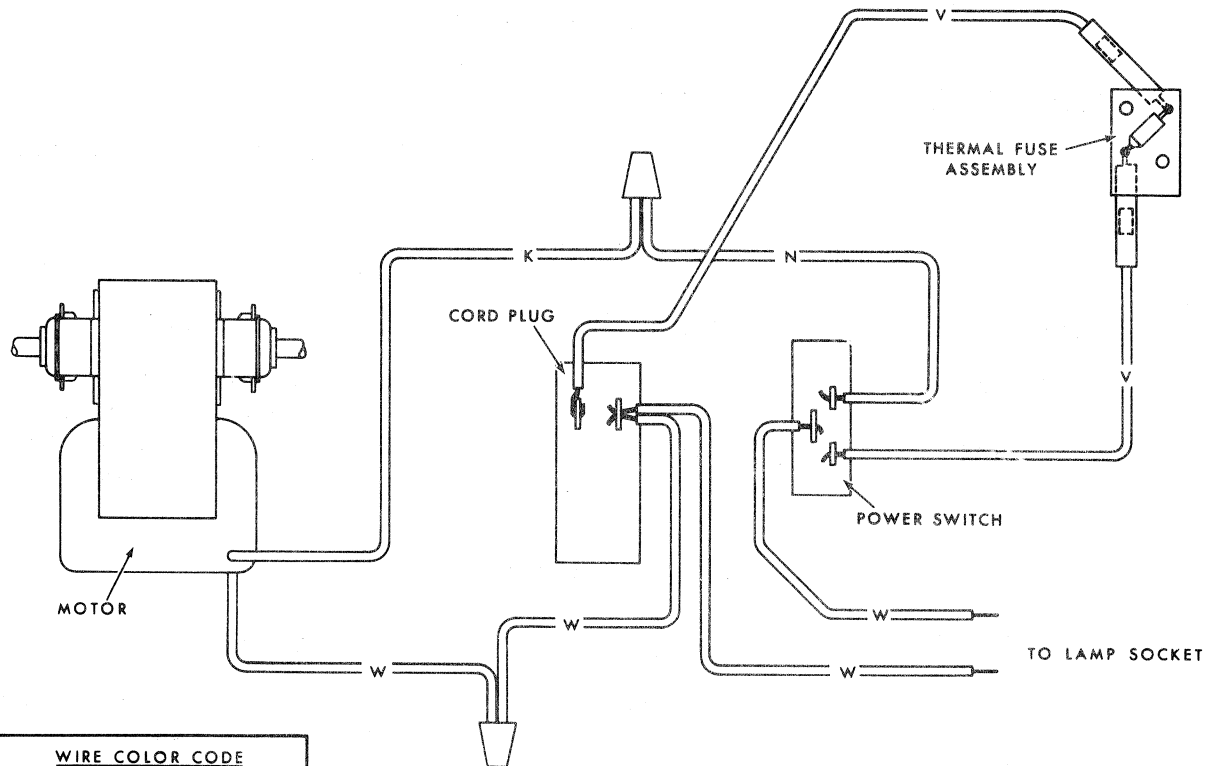 V
THERMAL FUSE
ASSEMBLY
K
N
CORD PLUG
V
POWER SWITCH
MOTOR
W
W
TO LAMP SOCKET
W
W
WIRE COLOR CODE